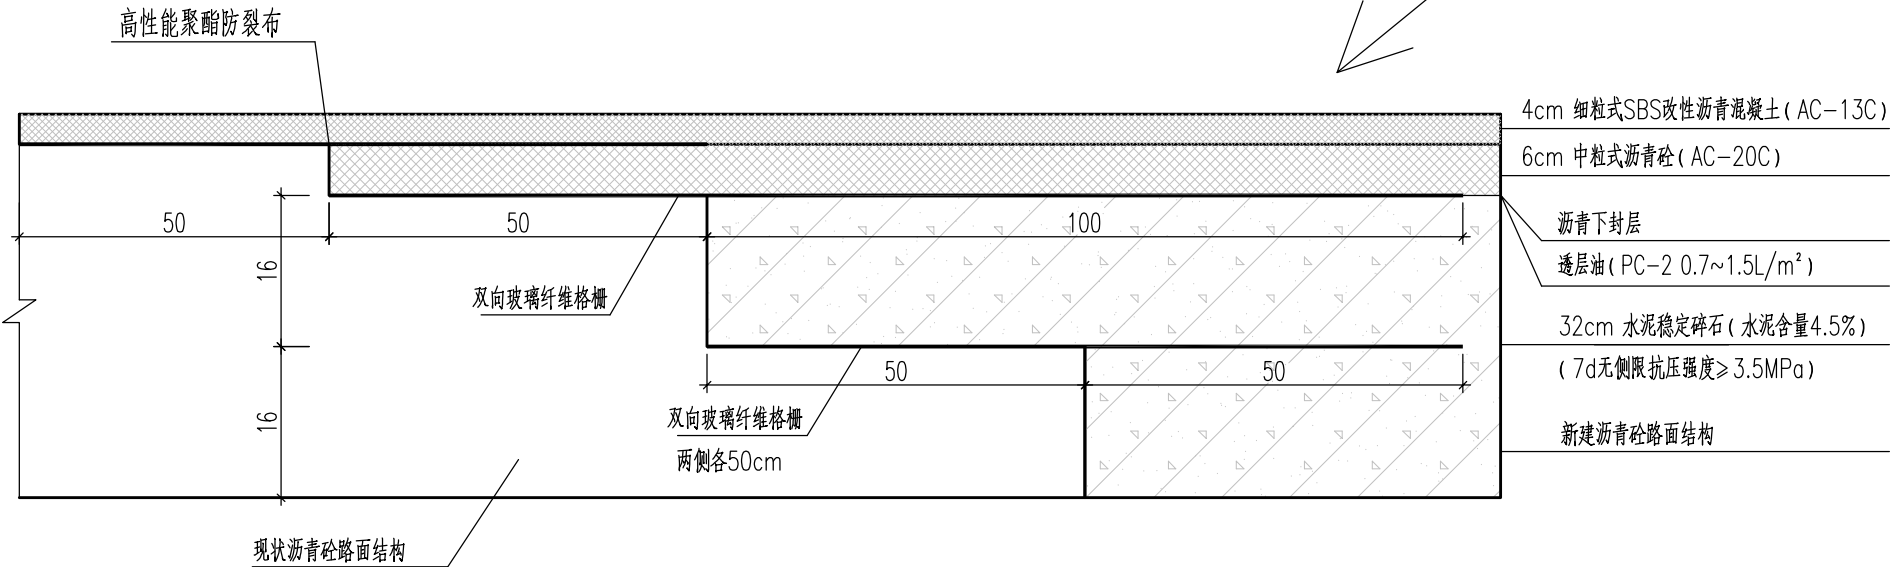 高性能聚酯防裂布
4cm 细粒式SBS改性沥青混凝土(AC-13C)
6cm 中粒式沥青砼(AC-20C)
50
50
100
沥青下封层
透层油(PC-2 0.7~1.5L/m²)
16
双向玻璃纤维格栅
32cm 水泥稳定碎石(水泥含量4.5%)
(7d无侧限抗压强度≥3.5MPa)
50
50
16
双向玻璃纤维格栅
两侧各50cm
新建沥青砼路面结构
现状沥青砼路面结构